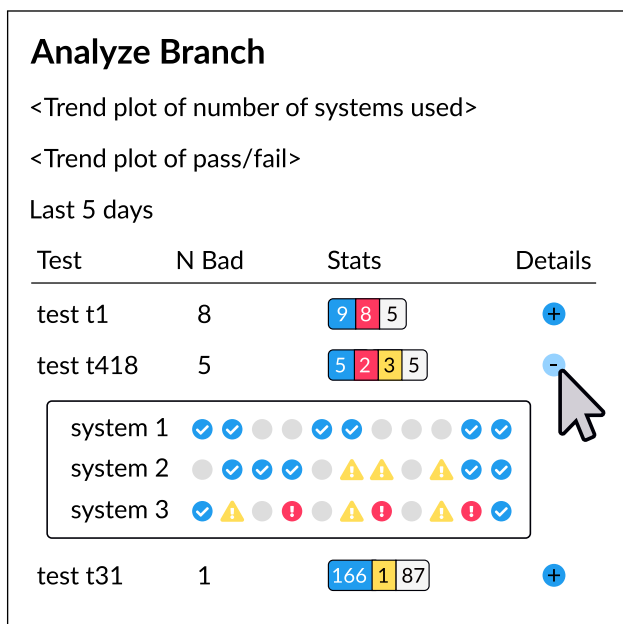 Analyze Branch
<Trend plot of number of systems used>
<Trend plot of pass/fail>
Last 5 days
Test N Bad Stats Details
test t1 8 9 8 5 +
test t418 5 5 2 3 5 -
system 1
system 2
system 3
test t31 1 166 1 87 +